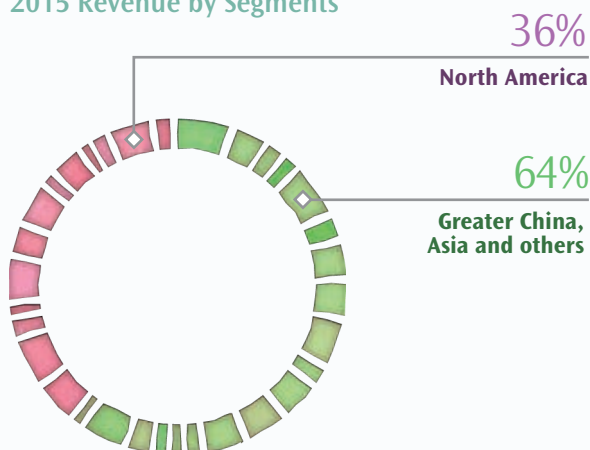 2015 Revenue by Segments
36%
North America
64%
Greater China,
Asia and others